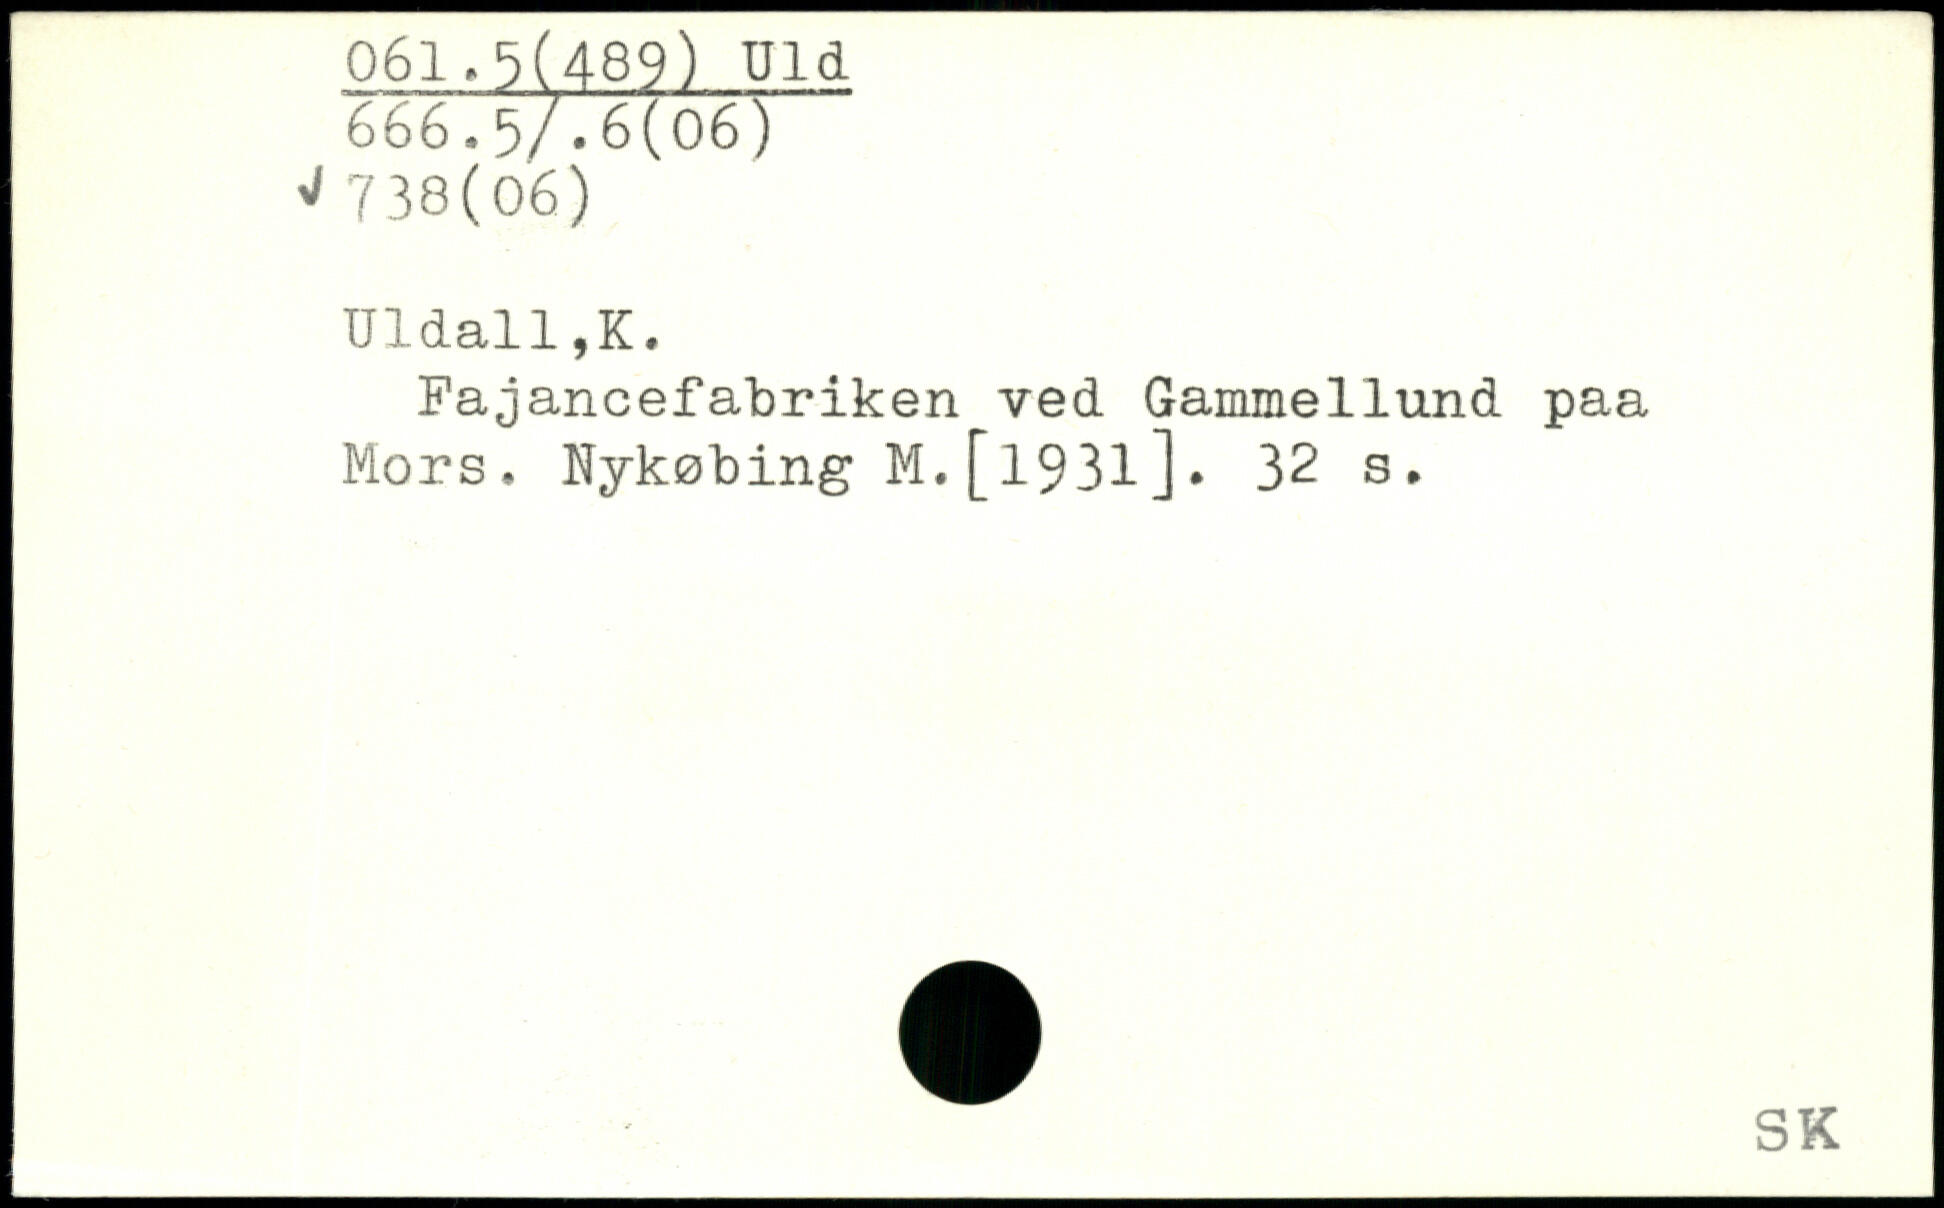 061.5(489) Uld
666.5/.6(06)
✓ 738(06)
Uldall,K.
Fajancefabriken ved Gammellund paa
Mors. Nykøbing M.[1931]. 32 s.
SK